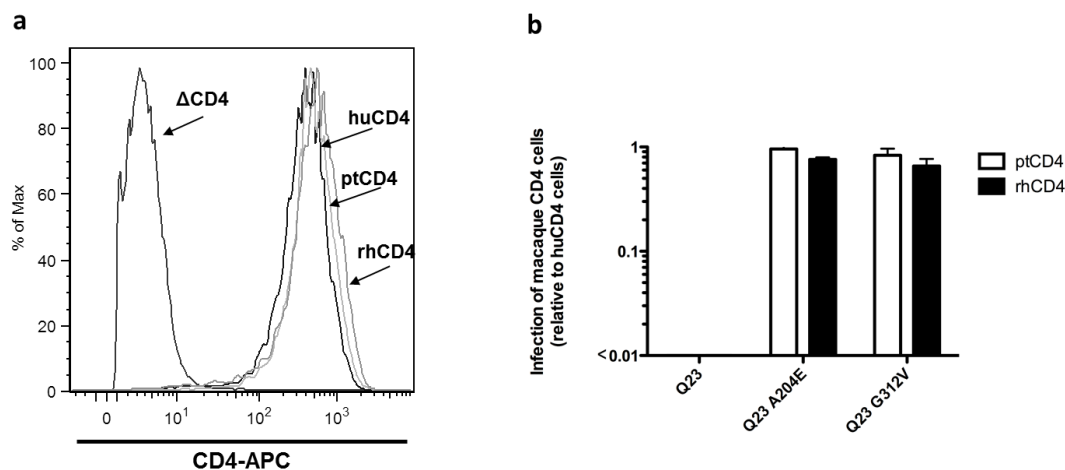 a
100
80
60
40
20
0
% of Max
ΔCD4
huCD4
ptCD4
rhCD4
0 10¹ 10² 10³
CD4-APC
b
Infection of macaque CD4 cells
(relative to huCD4 cells)
1
0.1
<0.01
Q23
Q23 A204E
Q23 G312V
ptCD4
rhCD4